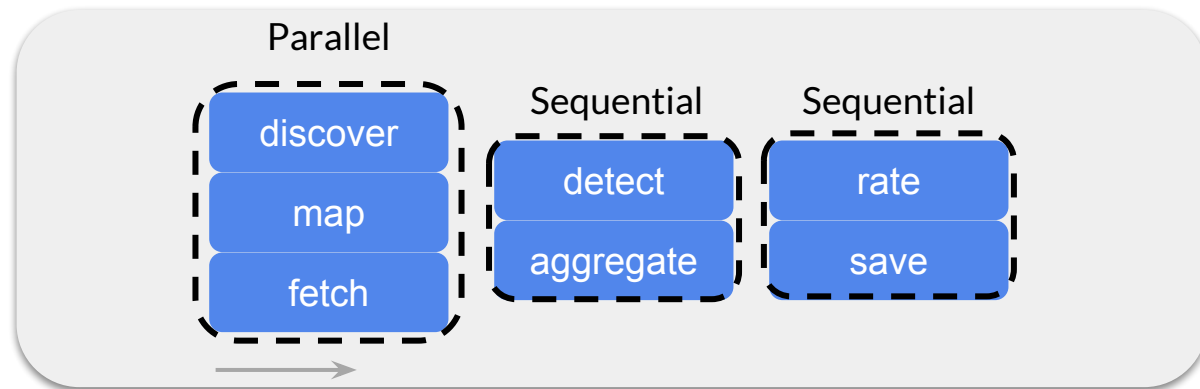 Parallel
discover
map
fetch
Sequential
detect
aggregate
Sequential
rate
save